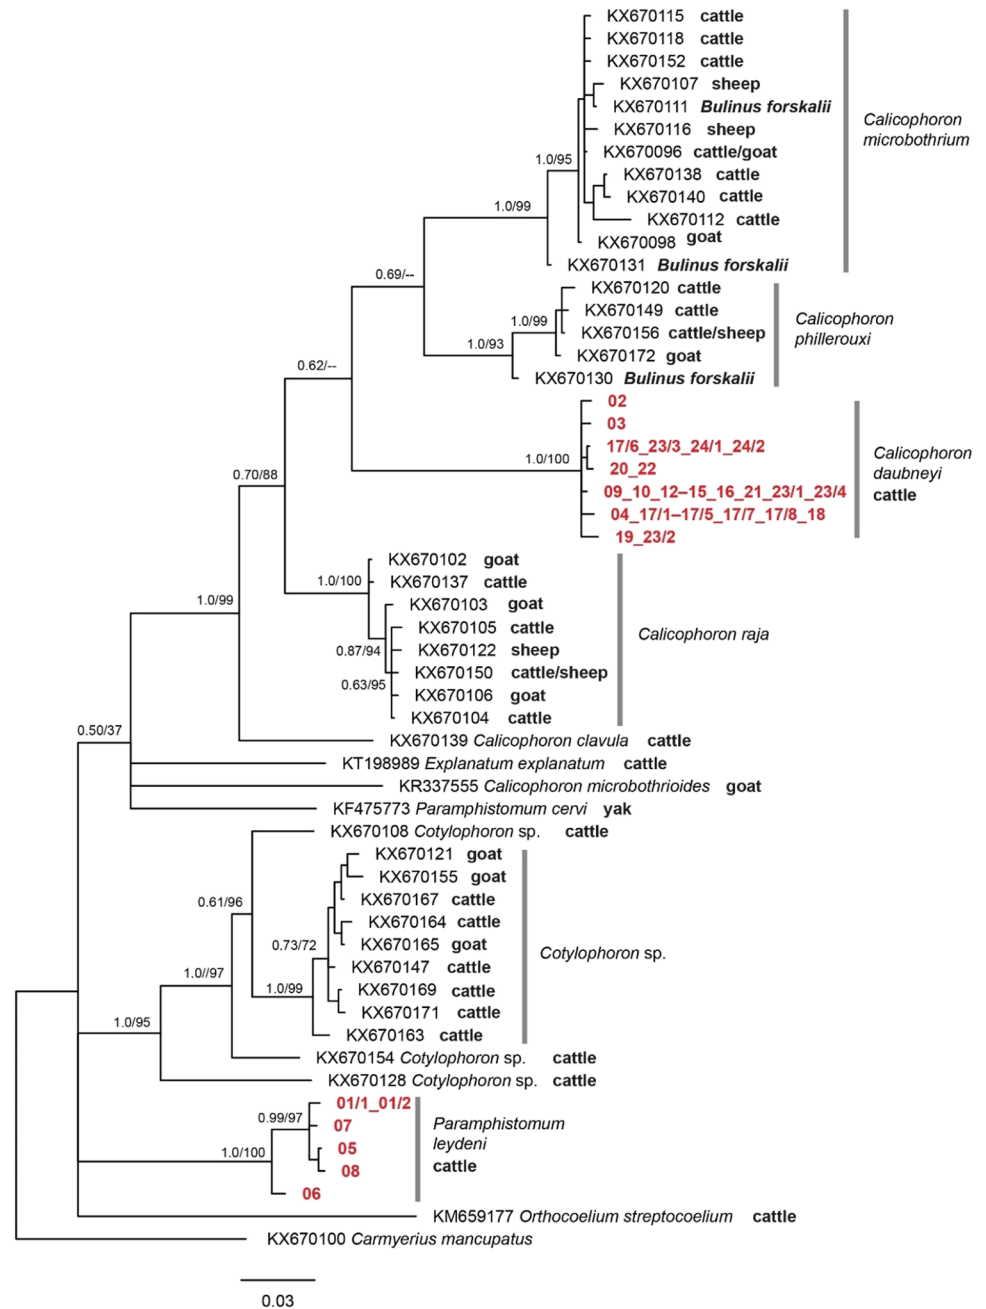 KX670115 cattle
KX670118 cattle
KX670152 cattle
KX670107 sheep
KX670111 Bulinus forskalii
KX670116 sheep
KX670096 cattle/goat
KX670138 cattle
KX670140 cattle
KX670112 cattle
KX670098 goat
KX670131 Bulinus forskalii
Calicophoron
microbothrium
1.0/95
1.0/99
0.69/--
KX670120 cattle
KX670149 cattle
KX670156 cattle/sheep
KX670172 goat
KX670130 Bulinus forskalii
Calicophoron
phillerouxi
1.0/99
1.0/93
0.62/--
02
03
17/6_23/3_24/1_24/2
20_22
09_10_12–15_16_21_23/1_23/4
04_17/1–17/5_17/7_17/8_18
19_23/2
Calicophoron
daubneyi
cattle
1.0/100
0.70/88
KX670102 goat
KX670137 cattle
KX670103 goat
KX670105 cattle
KX670122 sheep
KX670150 cattle/sheep
KX670106 goat
KX670104 cattle
Calicophoron raja
1.0/100
1.0/99
0.87/94
0.63/95
KX670139 Calicophoron clavula cattle
KT198989 Explanatum explanatum cattle
KR337555 Calicophoron microbothrioides goat
KF475773 Paramphistomum cervi yak
0.50/37
KX670108 Cotylophoron sp. cattle
KX670121 goat
KX670155 goat
KX670167 cattle
KX670164 cattle
KX670165 goat
KX670147 cattle
KX670169 cattle
KX670171 cattle
KX670163 cattle
Cotylophoron sp.
0.61/96
0.73/72
1.0//97
1.0/99
1.0/95
KX670154 Cotylophoron sp. cattle
KX670128 Cotylophoron sp. cattle
01/1_01/2
07
05
08
06
Paramphistomum
leydeni
cattle
0.99/97
1.0/100
KM659177 Orthocoelium streptocoelium cattle
KX670100 Carmyerius mancupatus
0.03